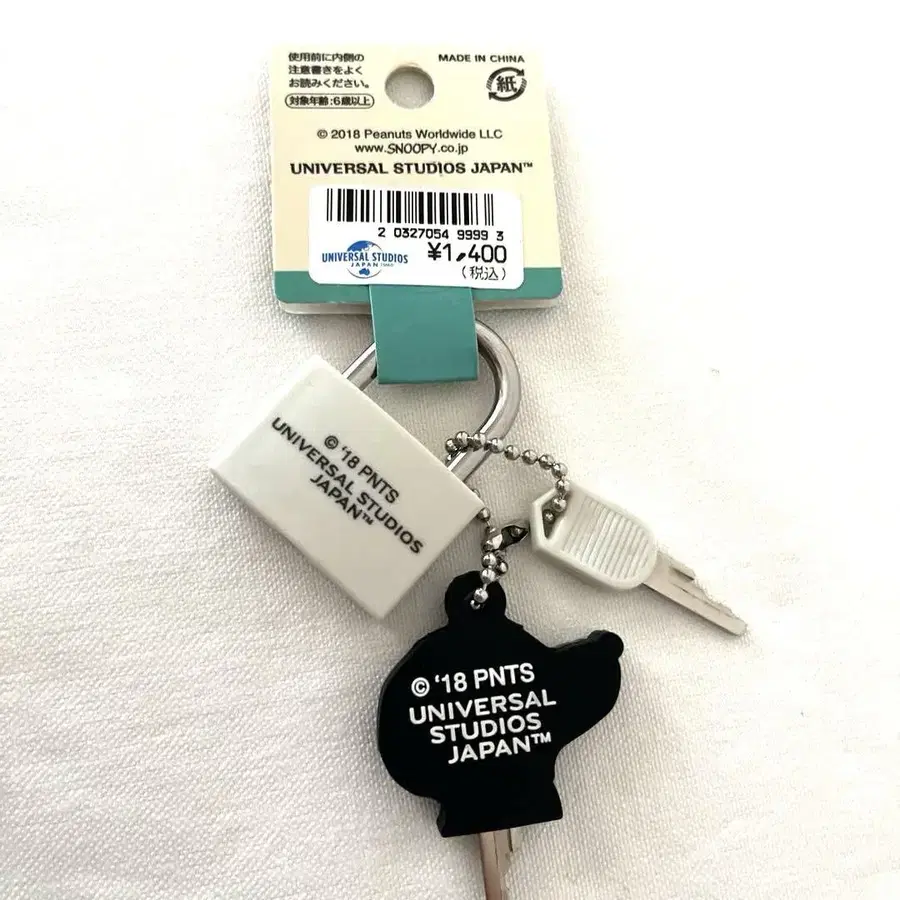 使用前に内側の
注意書きをよく
お読みください。
対象年齢:6歳以上
MADE IN CHINA
紙
© 2018 Peanuts Worldwide LLC
www.SNOOPY.co.jp
UNIVERSAL STUDIOS JAPAN™
2 0327054 9999 3
UNIVERSAL STUDIOS
JAPAN
¥1,400
(税込)
© '18 PNTS
UNIVERSAL STUDIOS
JAPAN™
© '18 PNTS
UNIVERSAL
STUDIOS
JAPAN™